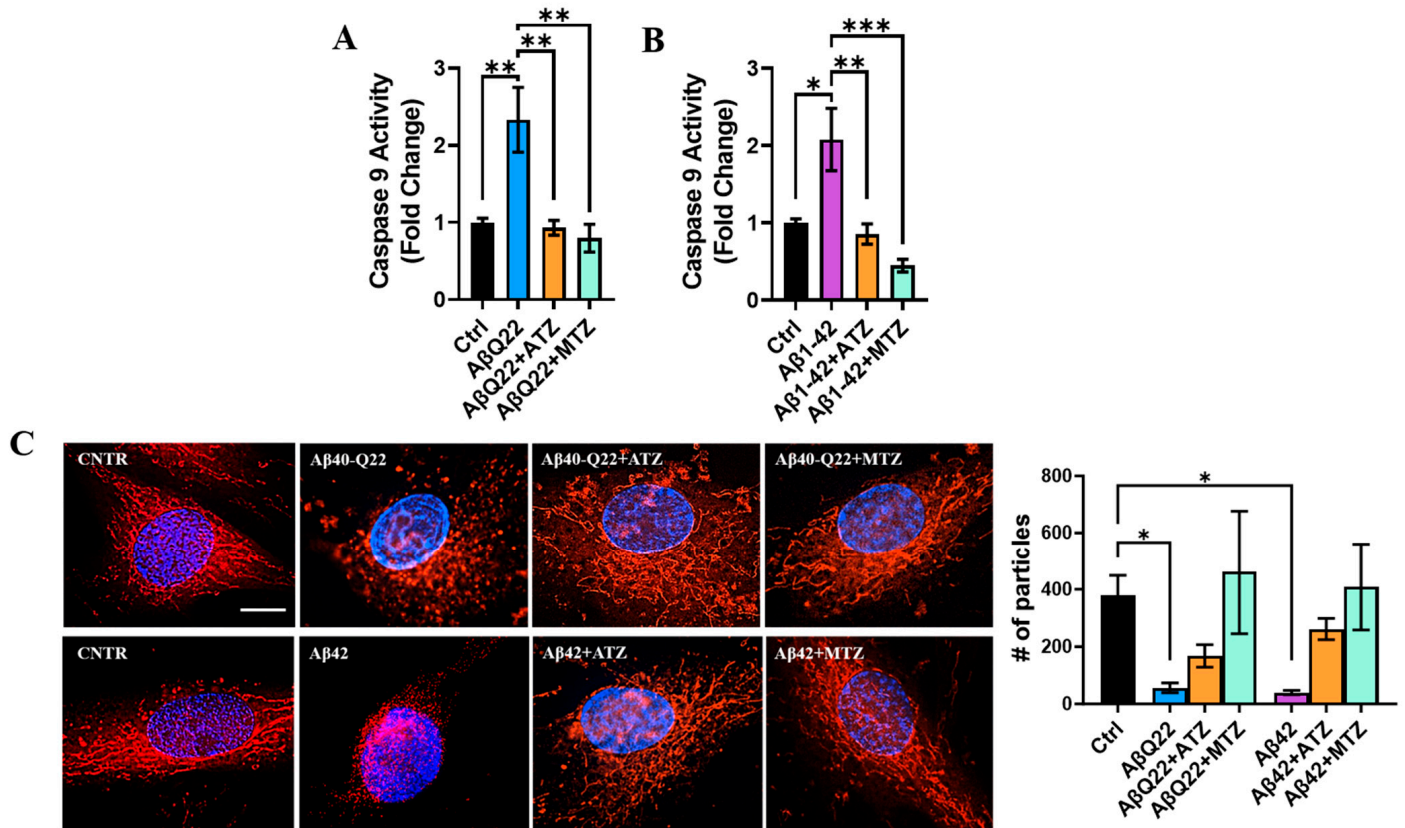 A
**
**
**
Caspase 9 Activity
(Fold Change)
3
2
1
0
Ctrl
AβQ22
AβQ22+ATZ
AβQ22+MTZ
B
***
**
*
Caspase 9 Activity
(Fold Change)
3
2
1
0
Ctrl
Aβ1-42
Aβ1-42+ATZ
Aβ1-42+MTZ
C
CNTR
Aβ40-Q22
Aβ40-Q22+ATZ
Aβ40-Q22+MTZ
CNTR
Aβ42
Aβ42+ATZ
Aβ42+MTZ
# of particles
800
600
400
200
0
*
*
Ctrl
AβQ22
AβQ22+ATZ
AβQ22+MTZ
Aβ42
Aβ42+ATZ
Aβ42+MTZ